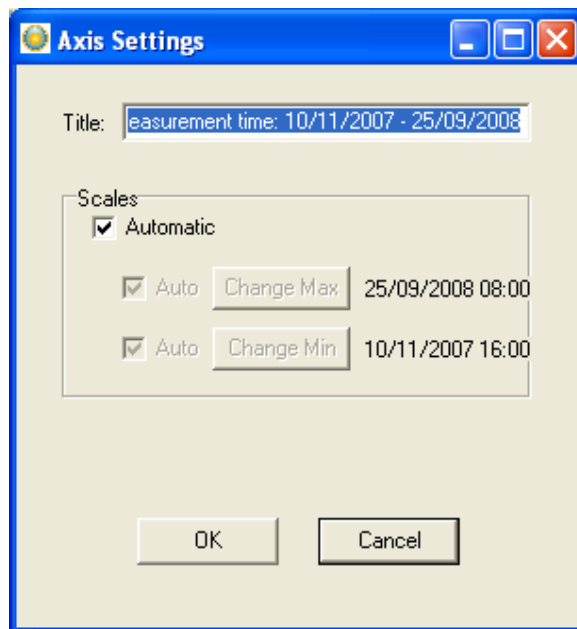 Axis Settings
Title: easurement time: 10/11/2007 - 25/09/2008
Scales
Automatic
Auto Change Max 25/09/2008 08:00
Auto Change Min 10/11/2007 16:00
OK Cancel